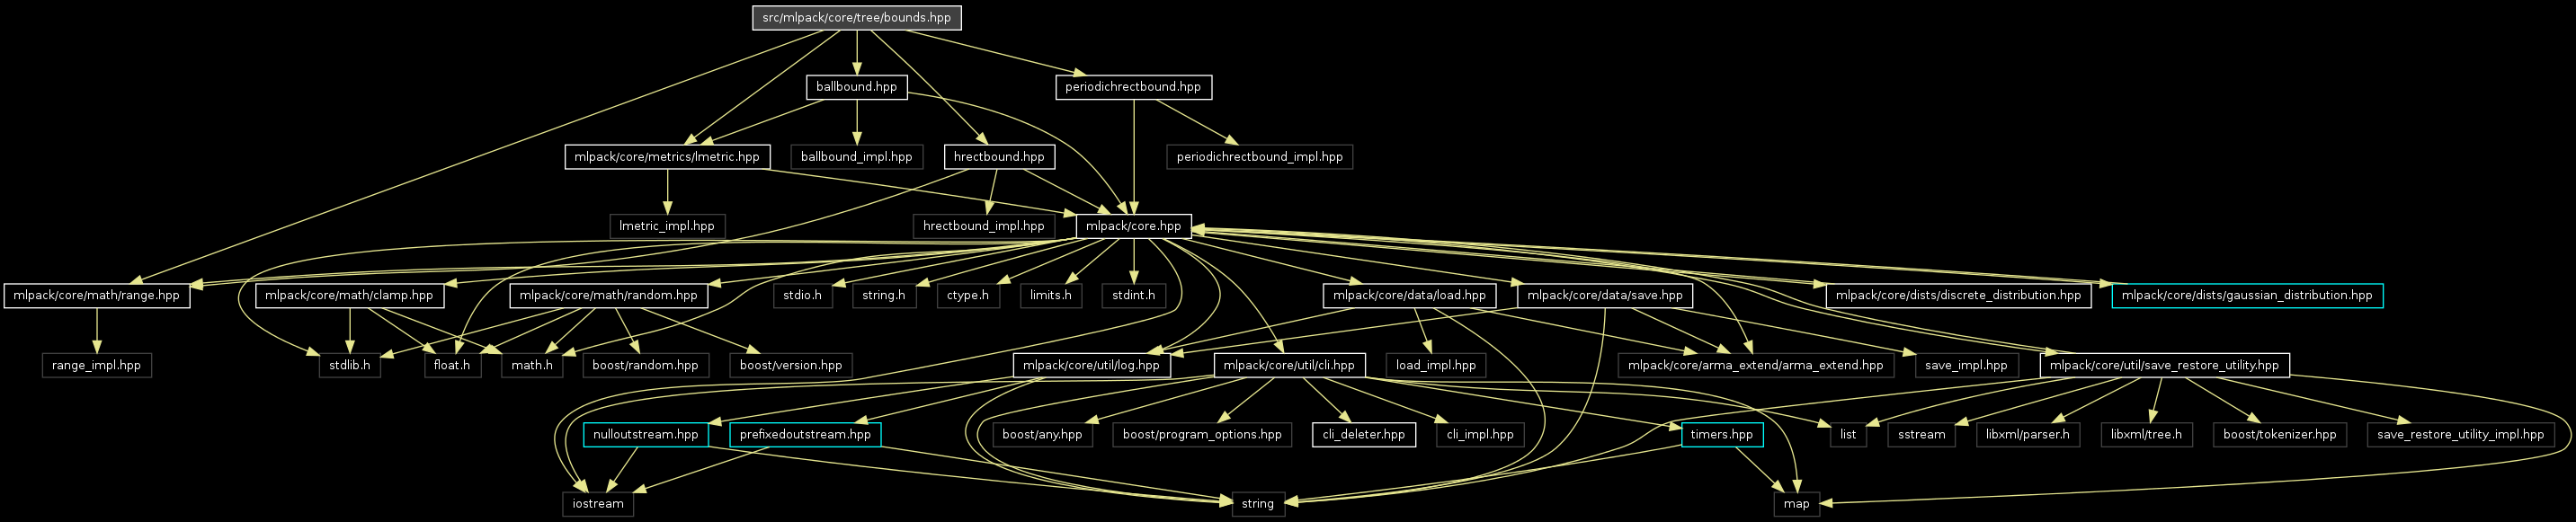 src/mlpack/core/tree/bounds.hpp
ballbound.hpp
periodichrectbound.hpp
mlpack/core/metrics/lmetric.hpp
ballbound_impl.hpp
hrectbound.hpp
periodichrectbound_impl.hpp
lmetric_impl.hpp
hrectbound_impl.hpp
mlpack/core.hpp
mlpack/core/math/range.hpp
mlpack/core/math/clamp.hpp
mlpack/core/math/random.hpp
stdio.h
string.h
ctype.h
limits.h
stdint.h
mlpack/core/data/load.hpp
mlpack/core/data/save.hpp
mlpack/core/dists/discrete_distribution.hpp
mlpack/core/dists/gaussian_distribution.hpp
range_impl.hpp
stdlib.h
float.h
math.h
boost/random.hpp
boost/version.hpp
mlpack/core/util/log.hpp
mlpack/core/util/cli.hpp
load_impl.hpp
mlpack/core/arma_extend/arma_extend.hpp
save_impl.hpp
mlpack/core/util/save_restore_utility.hpp
nulloutstream.hpp
prefixedoutstream.hpp
boost/any.hpp
boost/program_options.hpp
cli_deleter.hpp
cli_impl.hpp
timers.hpp
list
sstream
libxml/parser.h
libxml/tree.h
boost/tokenizer.hpp
save_restore_utility_impl.hpp
iostream
string
map